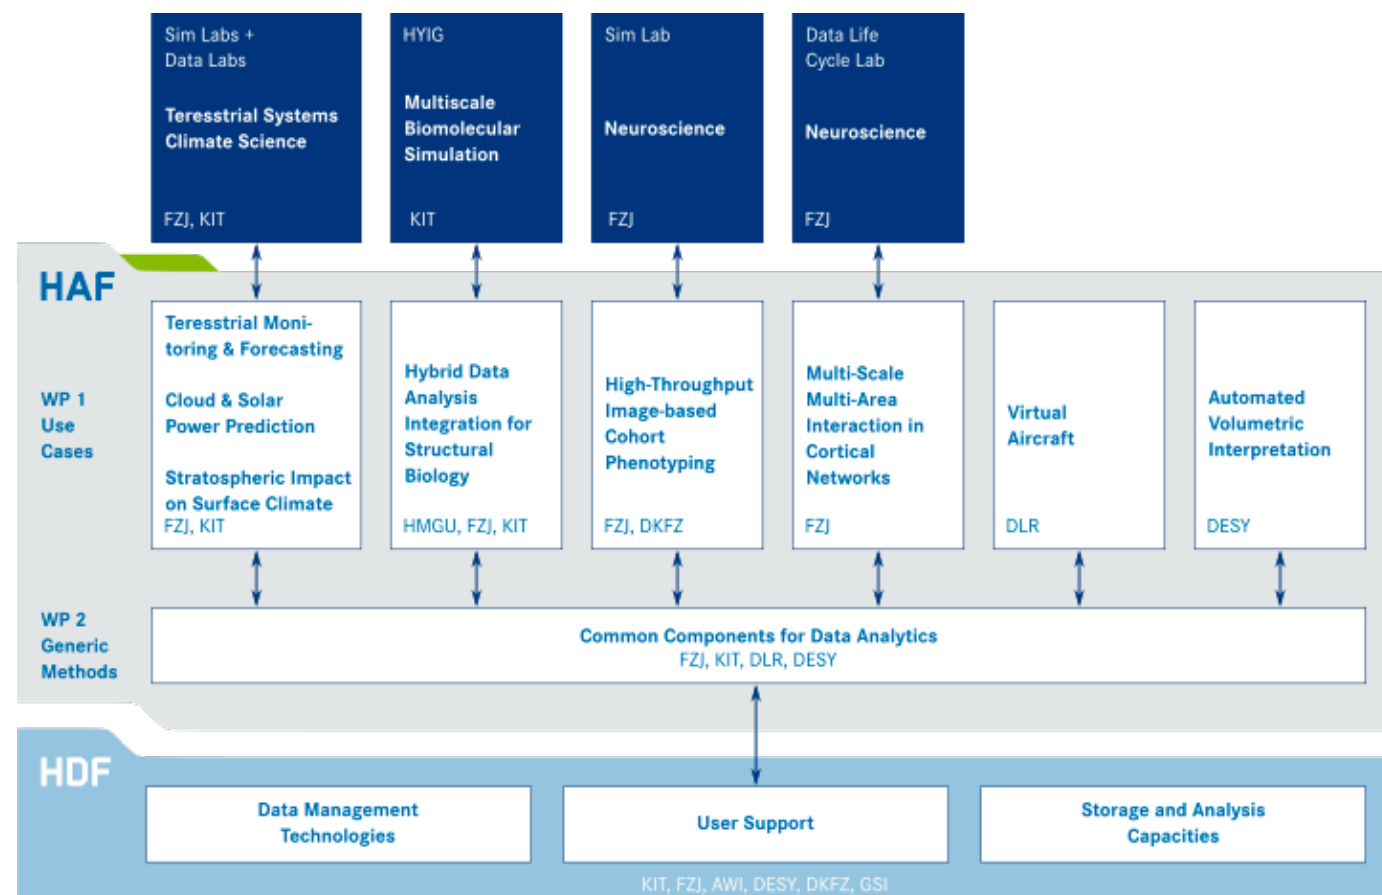 Sim Labs +
Data Labs
Teresstrial Systems
Climate Science
FZJ, KIT
HYIG
Multiscale
Biomolecular
Simulation
KIT
Sim Lab
Neuroscience
FZJ
Data Life
Cycle Lab
Neuroscience
FZJ
HAF
WP 1
Use
Cases
Teresstrial Moni-
toring & Forecasting
Cloud & Solar
Power Prediction
Stratospheric Impact
on Surface Climate
FZJ, KIT
Hybrid Data
Analysis
Integration for
Structural
Biology
HMGU, FZJ, KIT
High-Throughput
Image-based
Cohort
Phenotyping
FZJ, DKFZ
Multi-Scale
Multi-Area
Interaction in
Cortical
Networks
FZJ
Virtual
Aircraft
DLR
Automated
Volumetric
Interpretation
DESY
WP 2
Generic
Methods
Common Components for Data Analytics
FZJ, KIT, DLR, DESY
HDF
Data Management
Technologies
User Support
Storage and Analysis
Capacities
KIT, FZJ, AWI, DESY, DKFZ, GSI